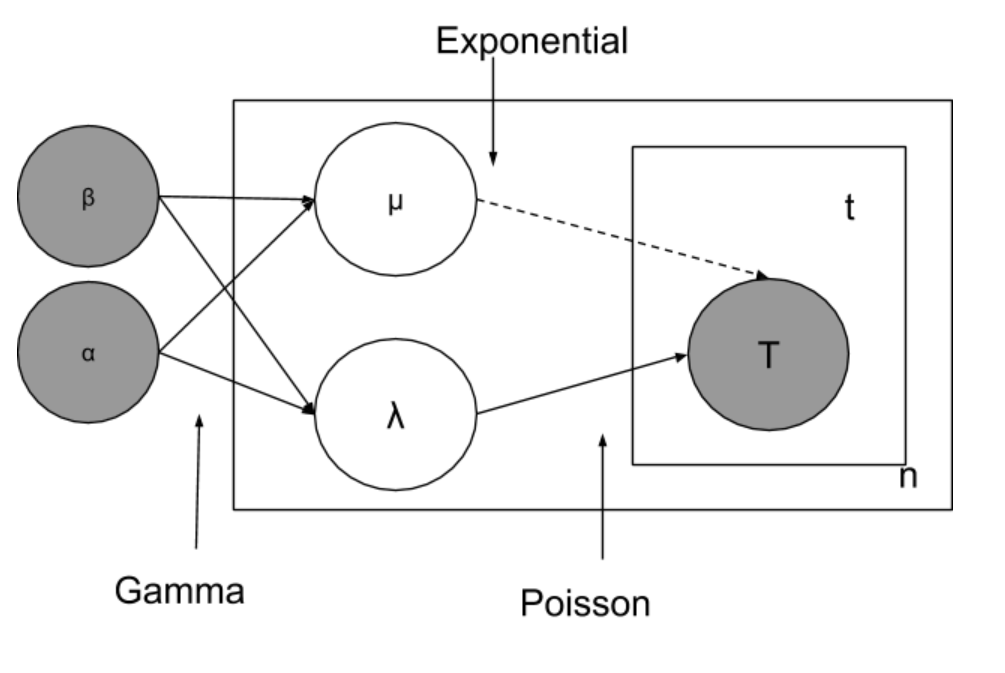 Exponential
β
μ
t
α
T
λ
n
Gamma
Poisson